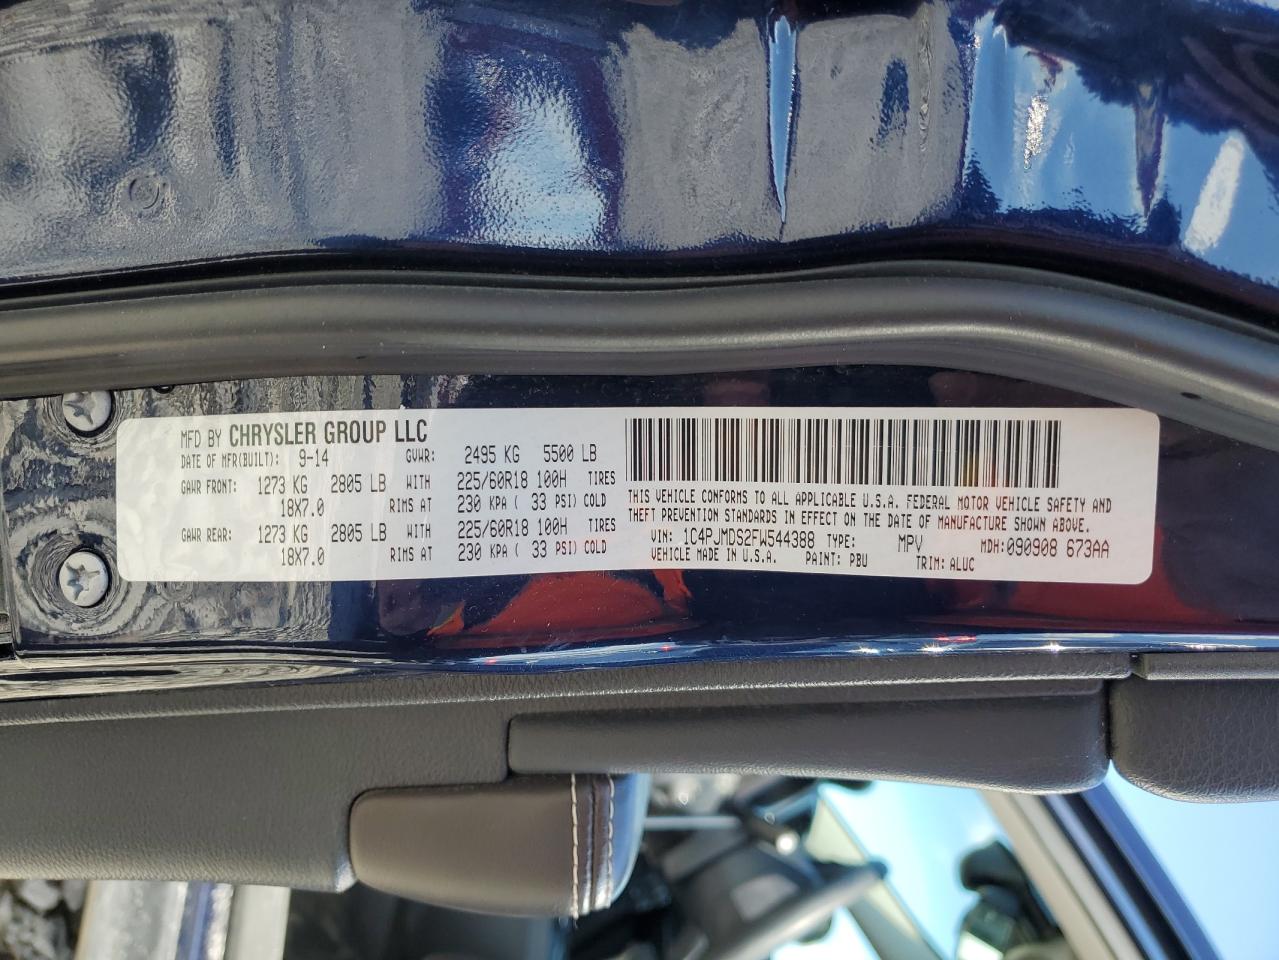 MFD BY CHRYSLER GROUP LLC
DATE OF MFR(BUILT): 9-14 GVWR: 2495 KG 5500 LB
GAWR FRONT: 1273 KG 2805 LB WITH 225/60R18 100H TIRES
18X7.0 RIMS AT 230 KPA ( 33 PSI) COLD
GAWR REAR: 1273 KG 2805 LB WITH 225/60R18 100H TIRES
18X7.0 RIMS AT 230 KPA ( 33 PSI) COLD
THIS VEHICLE CONFORMS TO ALL APPLICABLE U.S.A. FEDERAL MOTOR VEHICLE SAFETY AND
THEFT PREVENTION STANDARDS IN EFFECT ON THE DATE OF MANUFACTURE SHOWN ABOVE.
VIN: 1C4PJMDS2FW544388 TYPE: MPV MDH: 090908 673AA
VEHICLE MADE IN U.S.A. PAINT: PBU TRIM: ALUC